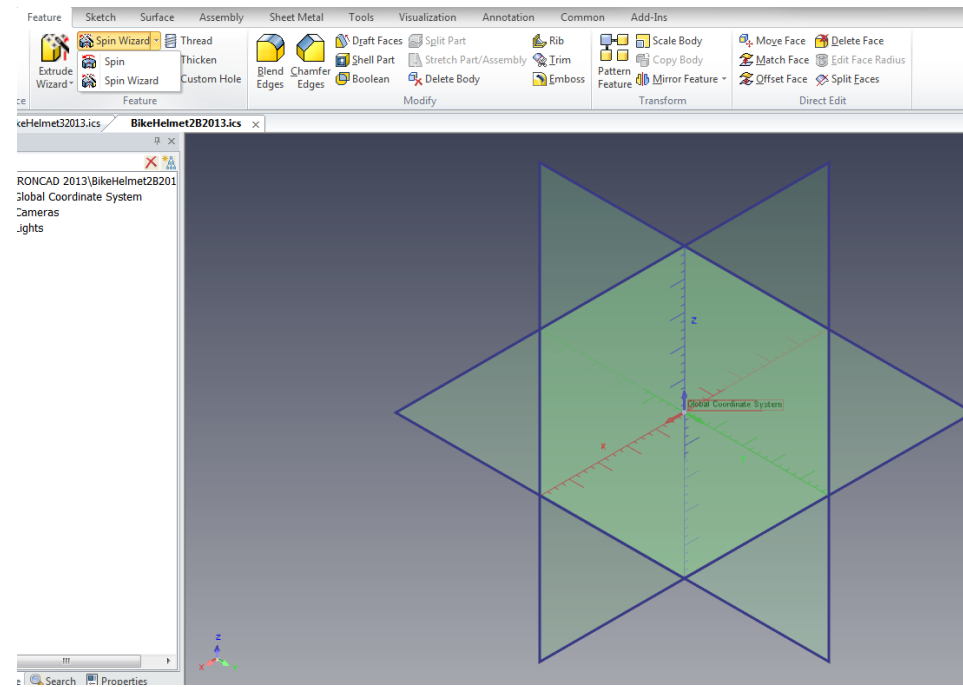 Feature Sketch Surface Assembly Sheet Metal Tools Visualization Annotation Common Add-Ins
Spin Wizard Thread Draft Faces Split Part Rib Scale Body Move Face Delete Face
Spin Thicken Shell Part Stretch Part/Assembly Trim Copy Body Match Face Edit Face Radius
Spin Wizard Custom Hole Boolean Delete Body Emboss Mirror Feature Offset Face Split Faces
Extrude
Wizard
Blend
Edges
Chamfer
Edges
Pattern
Feature
ce Feature Modify Transform Direct Edit
keHelmet32013.ics BikeHelmet2B2013.ics
RONCAD 2013\BikeHelmet2B201
Global Coordinate System
Cameras
Lights
Z
Global Coordinate System
X
Z
X
e Search Properties